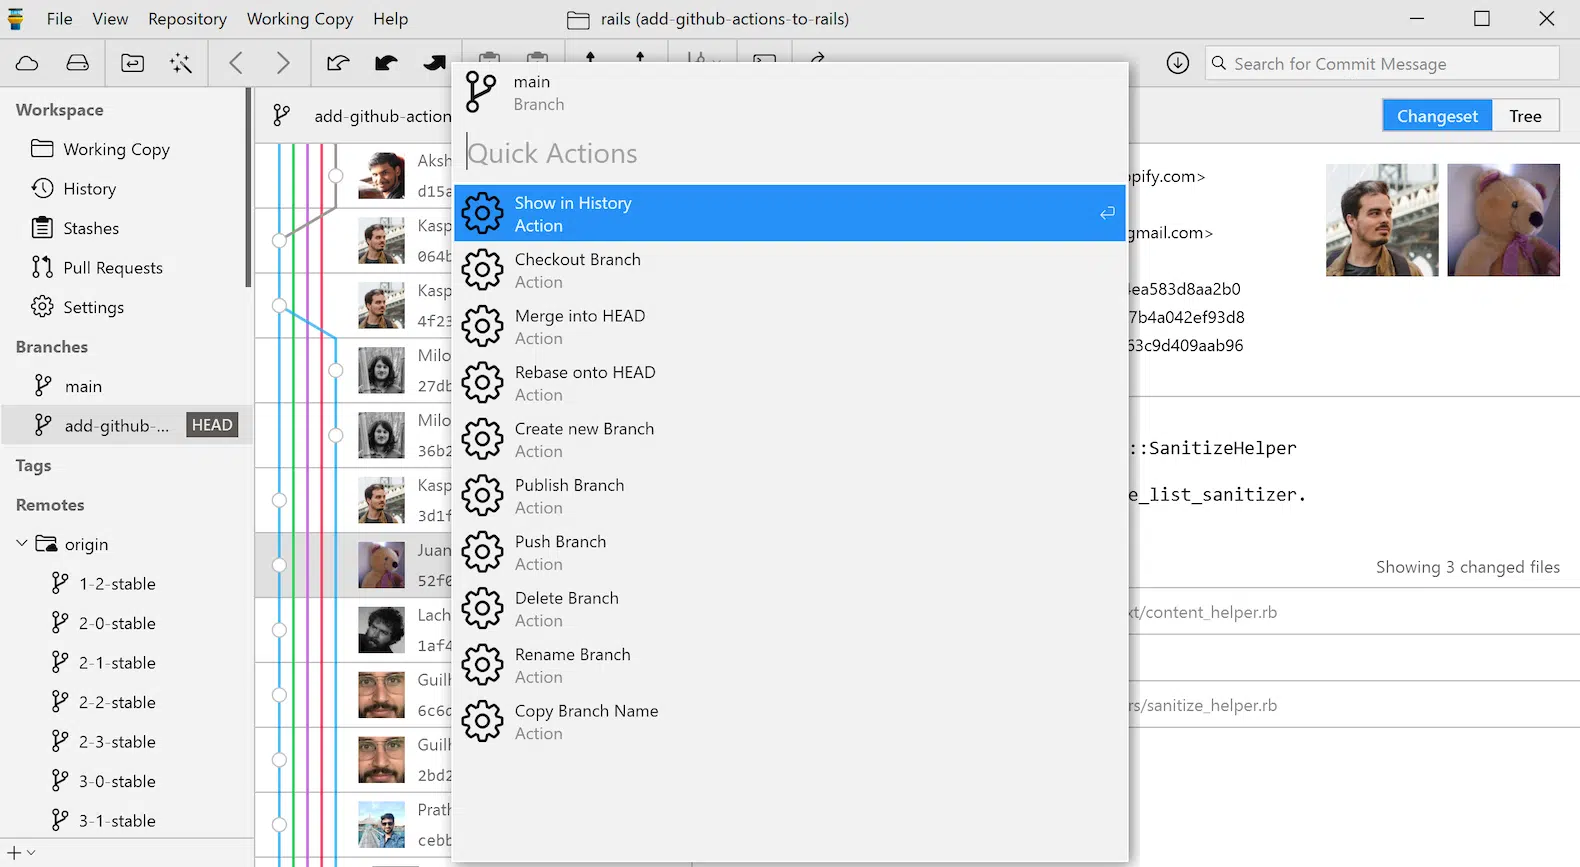 File View Repository Working Copy Help
rails (add-github-actions-to-rails)
Search for Commit Message
Workspace
Working Copy
History
Stashes
Pull Requests
Settings
Branches
main
add-github-... HEAD
Tags
Remotes
origin
1-2-stable
2-0-stable
2-1-stable
2-2-stable
2-3-stable
3-0-stable
3-1-stable
add-github-action
Aksh
d15a
Kasp
064b
Kasp
4f23
Milo
27db
Milo
36b2
Kasp
3d1f
Juan
52f0
Lach
1af4
Guilh
6c6c
Guilh
2bd2
Prath
cebb
main
Branch
Quick Actions
Show in History
Action
Checkout Branch
Action
Merge into HEAD
Action
Rebase onto HEAD
Action
Create new Branch
Action
Publish Branch
Action
Push Branch
Action
Delete Branch
Action
Rename Branch
Action
Copy Branch Name
Action
Changeset Tree
pify.com>
gmail.com>
ea583d8aa2b0
7b4a042ef93d8
63c9d409aab96
::SanitizeHelper
e_list_sanitizer.
Showing 3 changed files
xt/content_helper.rb
rs/sanitize_helper.rb